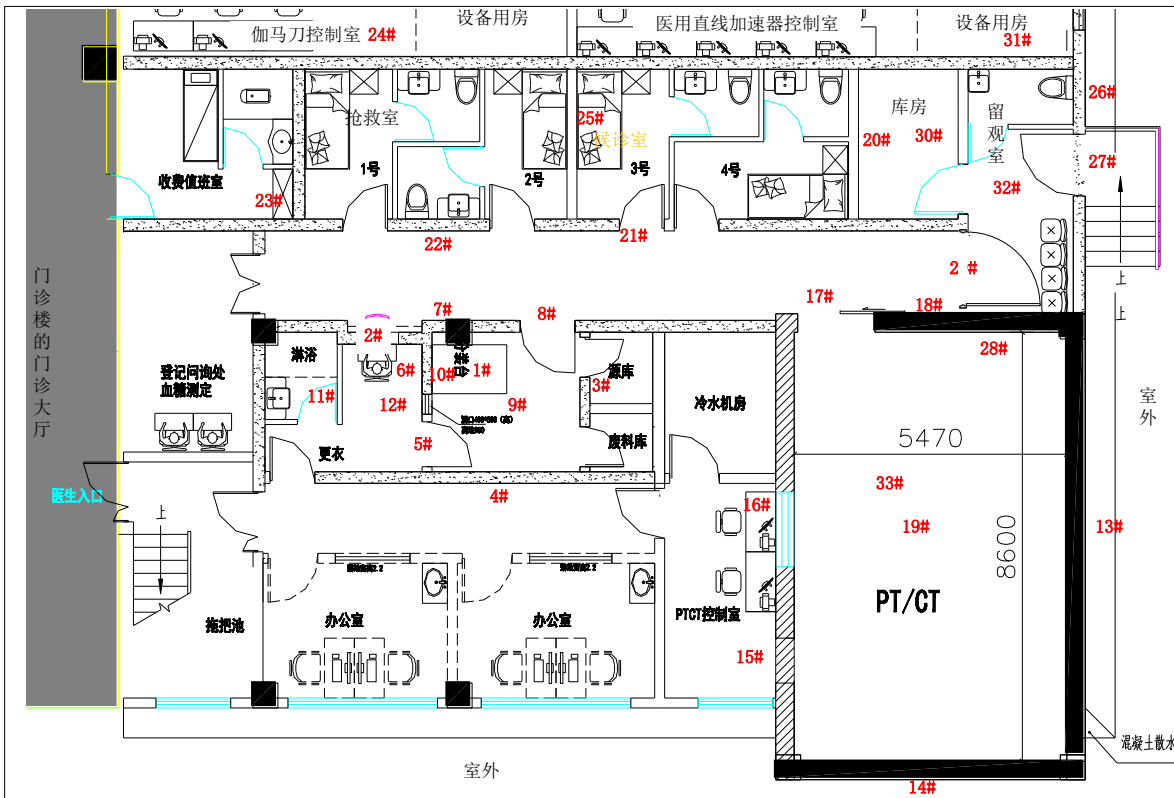 设备用房
医用直线加速器控制室
设备用房
伽马刀控制室 24#
31#
26#
抢救室
25#
候诊室
库房
20#
30#
留观室
27#
1号
2号
3号
4号
收费值班室
23#
32#
22#
21#
2 #
上
上
17#
18#
7#
8#
2#
28#
门诊楼的门诊大厅
淋浴
登记问询处
血糖测定
6#
10#
1#
分装台
源库
3#
11#
12#
9#
冷水机房
室外
5#
废料库
更衣
5470
医生入口
4#
33#
16#
19#
13#
上
8600
PT/CT
拖把池
办公室
办公室
PTCT控制室
15#
混凝土散水
室外
14#